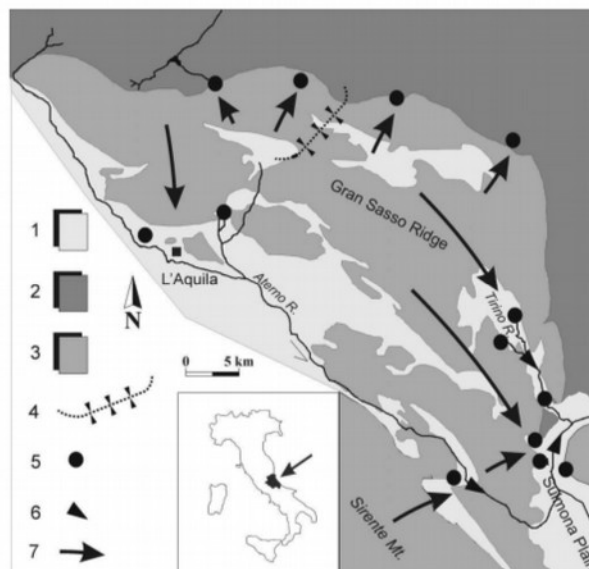 Gran Sasso Ridge
1
L'Aquila
Aterno R.
Tirino R.
2
N
3
0 5 km
4
5
6
Sirente Mt.
Sulmona Plain
7